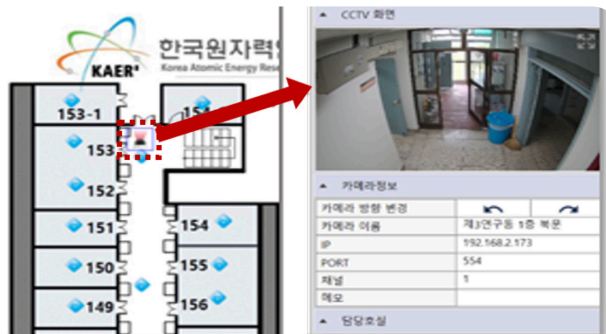 KAERI
한국원자력
Korea Atomic Energy Rese
153-1
153
152
151
154
150
155
149
156
CCTV 화면
카메라정보
카메라 방향 변경
카메라 이름 제3연구동 1층 북문
IP 192.168.2.173
PORT 554
채널 1
메모
담당호실